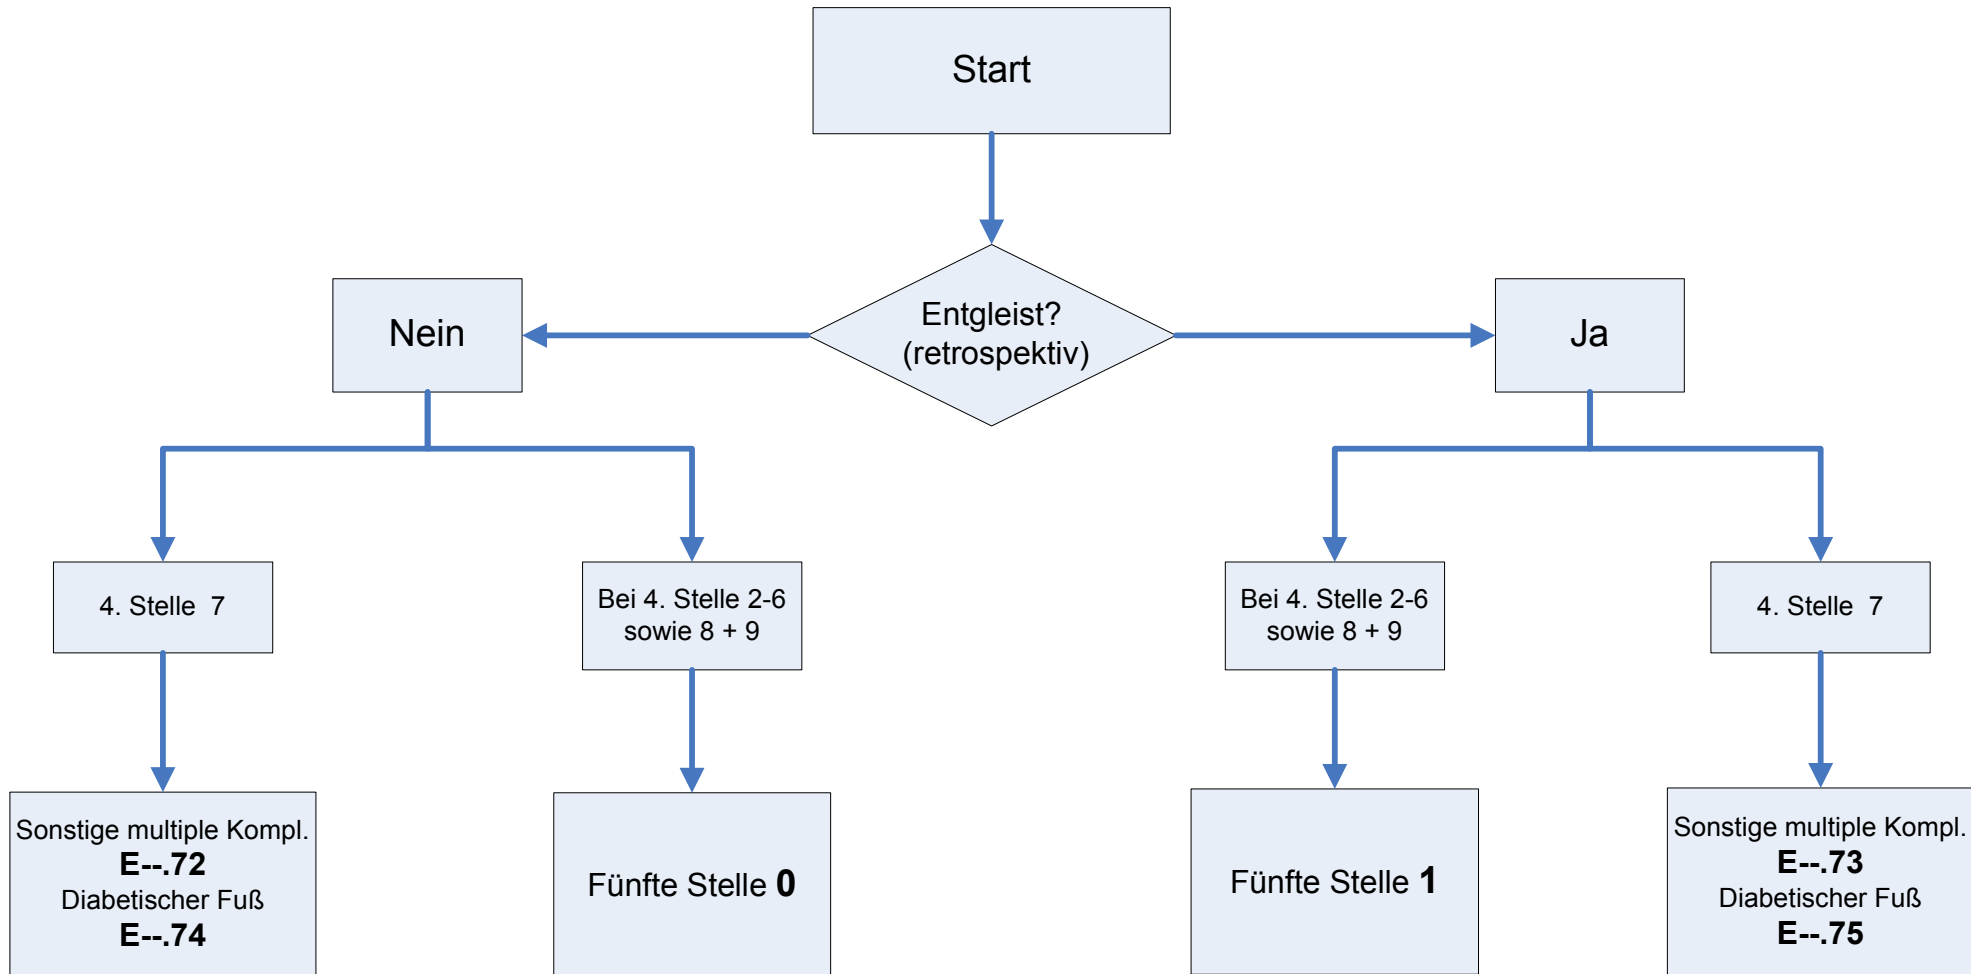 Start
Entgleist?
(retrospektiv)
Nein
Ja
4. Stelle  7
Bei 4. Stelle 2-6
sowie 8 + 9
Bei 4. Stelle 2-6
sowie 8 + 9
4. Stelle  7
Sonstige multiple Kompl.
E--.72
Diabetischer Fuß
E--.74
Fünfte Stelle 0
Fünfte Stelle 1
Sonstige multiple Kompl.
E--.73
Diabetischer Fuß
E--.75